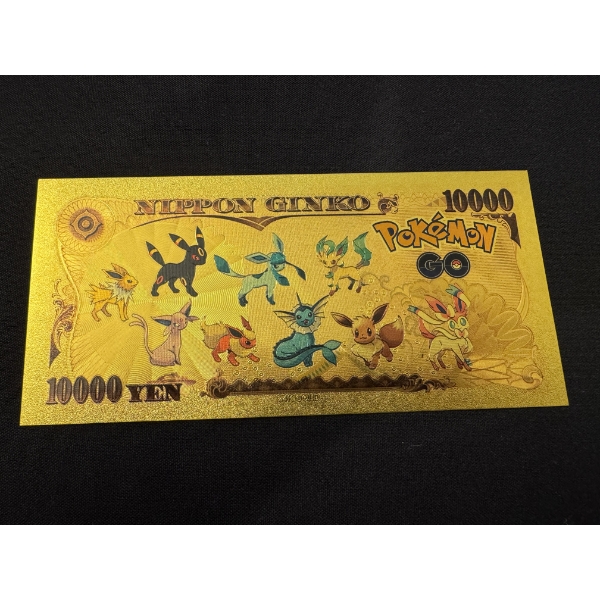 NIPPON GINKO
10000
POKéMON
GO
10000 YEN